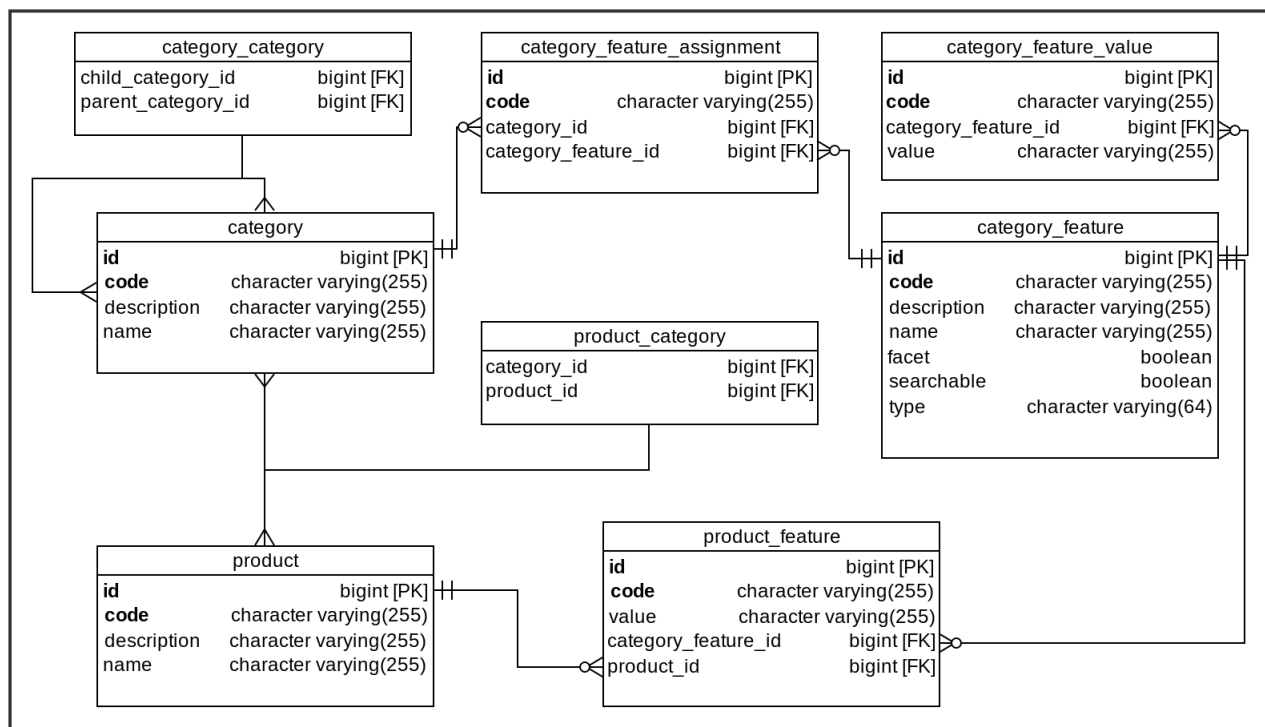 category_category
child_category_id bigint [FK]
parent_category_id bigint [FK]
category_feature_assignment
id bigint [PK]
code character varying(255)
category_id bigint [FK]
category_feature_id bigint [FK]
category_feature_value
id bigint [PK]
code character varying(255)
category_feature_id bigint [FK]
value character varying(255)
category
id bigint [PK]
code character varying(255)
description character varying(255)
name character varying(255)
category_feature
id bigint [PK]
code character varying(255)
description character varying(255)
name character varying(255)
facet boolean
searchable boolean
type character varying(64)
product_category
category_id bigint [FK]
product_id bigint [FK]
product
id bigint [PK]
code character varying(255)
description character varying(255)
name character varying(255)
product_feature
id bigint [PK]
code character varying(255)
value character varying(255)
category_feature_id bigint [FK]
product_id bigint [FK]